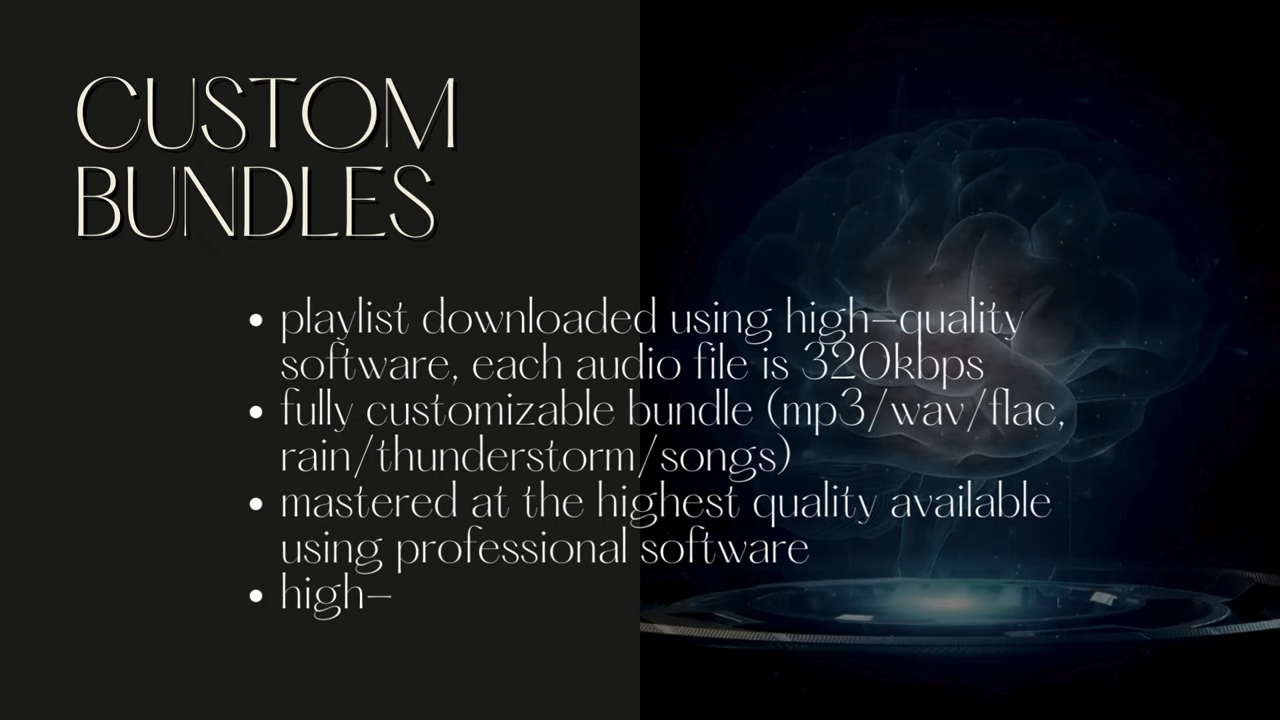 CUSTOM
BUNDLES
• playlist downloaded using high-quality
software, each audio file is 320kbps
• fully customizable bundle (mp3/wav/flac,
rain/thunderstorm/songs)
• mastered at the highest quality available
using professional software
• high-